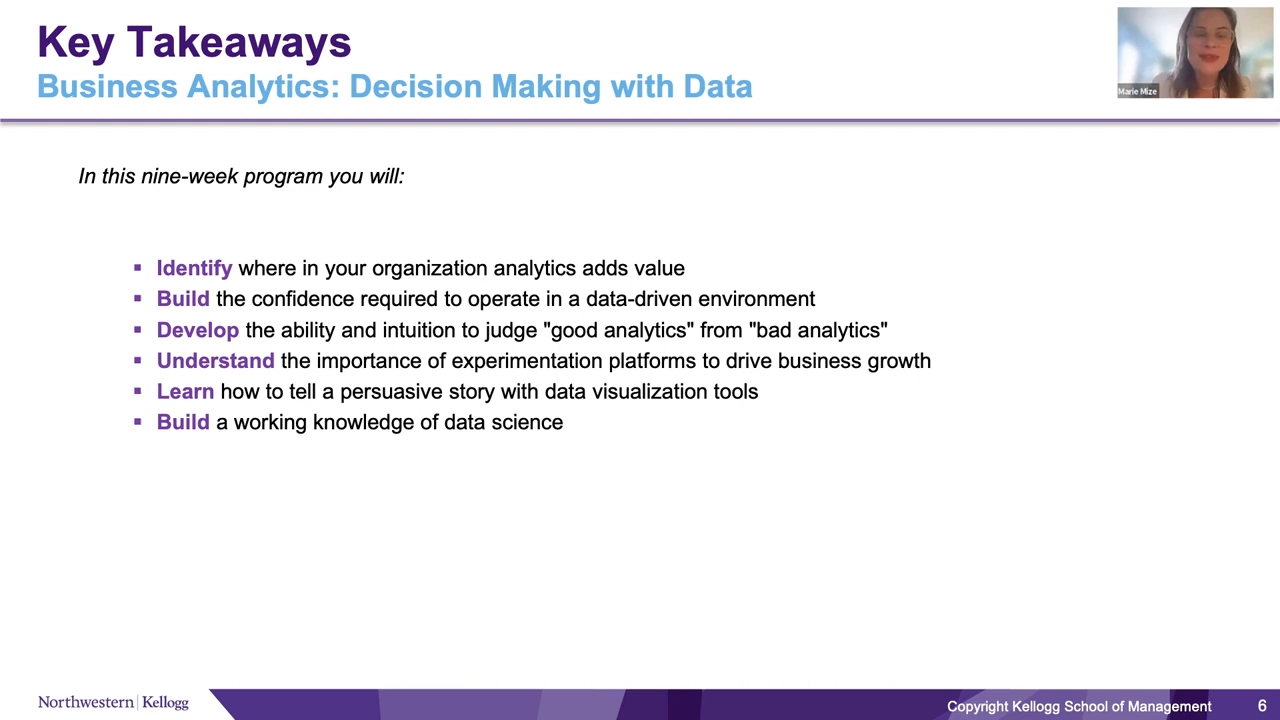 Key Takeaways
Business Analytics: Decision Making with Data
Marie Mize
In this nine-week program you will:
▪ Identify where in your organization analytics adds value
▪ Build the confidence required to operate in a data-driven environment
▪ Develop the ability and intuition to judge "good analytics" from "bad analytics"
▪ Understand the importance of experimentation platforms to drive business growth
▪ Learn how to tell a persuasive story with data visualization tools
▪ Build a working knowledge of data science
Northwestern | Kellogg
Copyright Kellogg School of Management 6